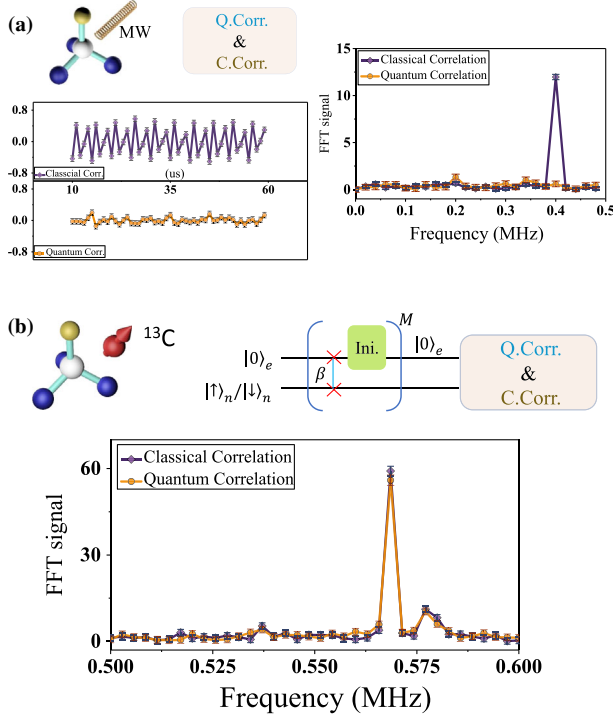 (a)
MW
Q.Corr.
&
C.Corr.
0.8
0.0
-0.8
Classcial Corr.
(us)
10
35
60
0.0
-0.8
Quantum Corr.
FFT signal
15
10
5
0
Classical Correlation
Quantum Correlation
0.0
0.1
0.2
0.3
0.4
0.5
Frequency (MHz)
(b)
¹³C
|0⟩ₑ
|↑⟩ₙ/|↓⟩ₙ
β
Ini.
M
|0⟩ₑ
Q.Corr.
&
C.Corr.
FFT signal
60
30
0
Classical Correlation
Quantum Correlation
0.500
0.525
0.550
0.575
0.600
Frequency (MHz)